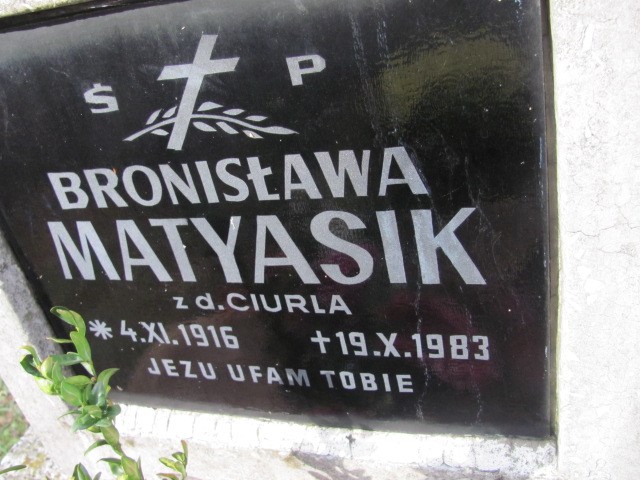 Ś P
BRONISŁAWA
MATYASIK
z d. CIURLA
* 4.XI.1916 +19.X.1983
JEZU UFAM TOBIE